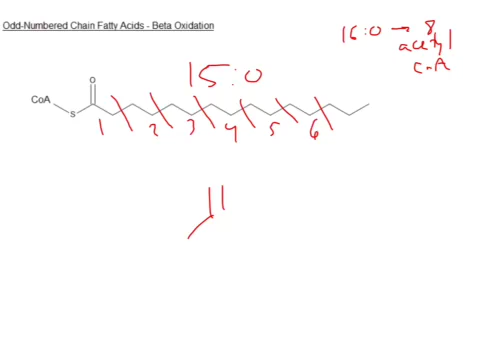 Odd-Numbered Chain Fatty Acids - Beta Oxidation
16:0 → 8
acetyl
CoA
15:0
O
CoA
S
1 2 3 4 5 6